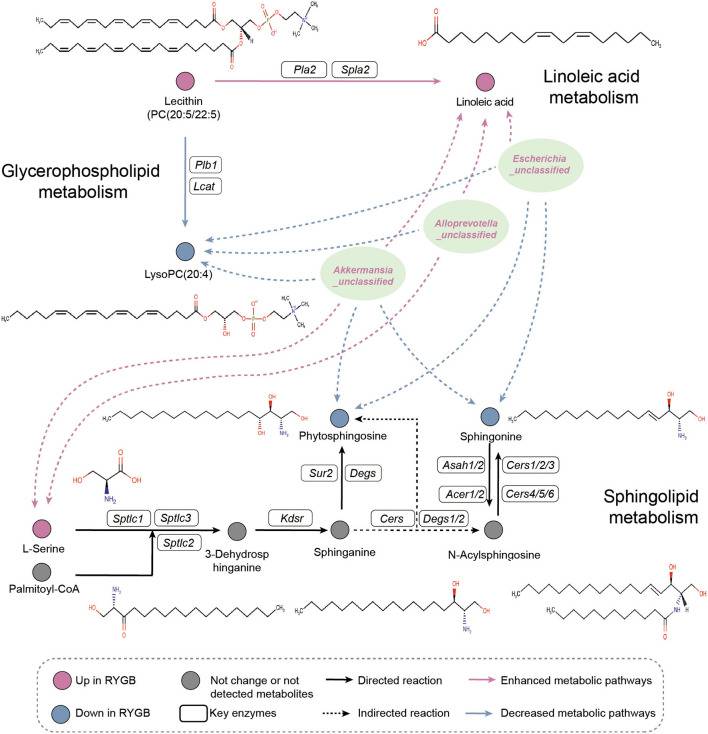 Lecithin
(PC(20:5/22:5)
Pla2
Spla2
Linoleic acid
Linoleic acid
metabolism
Glycerophospholipid
metabolism
Plb1
Lcat
LysoPC(20:4)
Escherichia
_unclassified
Alloprevotella
_unclassified
Akkermansia
_unclassified
Phytosphingosine
Sphingonine
Sur2
Degs
Asah1/2
Cers1/2/3
Acer1/2
Cers4/5/6
Sphingolipid
metabolism
L-Serine
Sptlc1
Sptlc3
Sptlc2
Palmitoyl-CoA
3-Dehydrosp
hinganine
Kdsr
Sphinganine
Cers
Degs1/2
N-Acylsphingosine
Up in RYGB
Not change or not
detected metabolites
Directed reaction
Enhanced metabolic pathways
Down in RYGB
Key enzymes
Indirected reaction
Decreased metabolic pathways